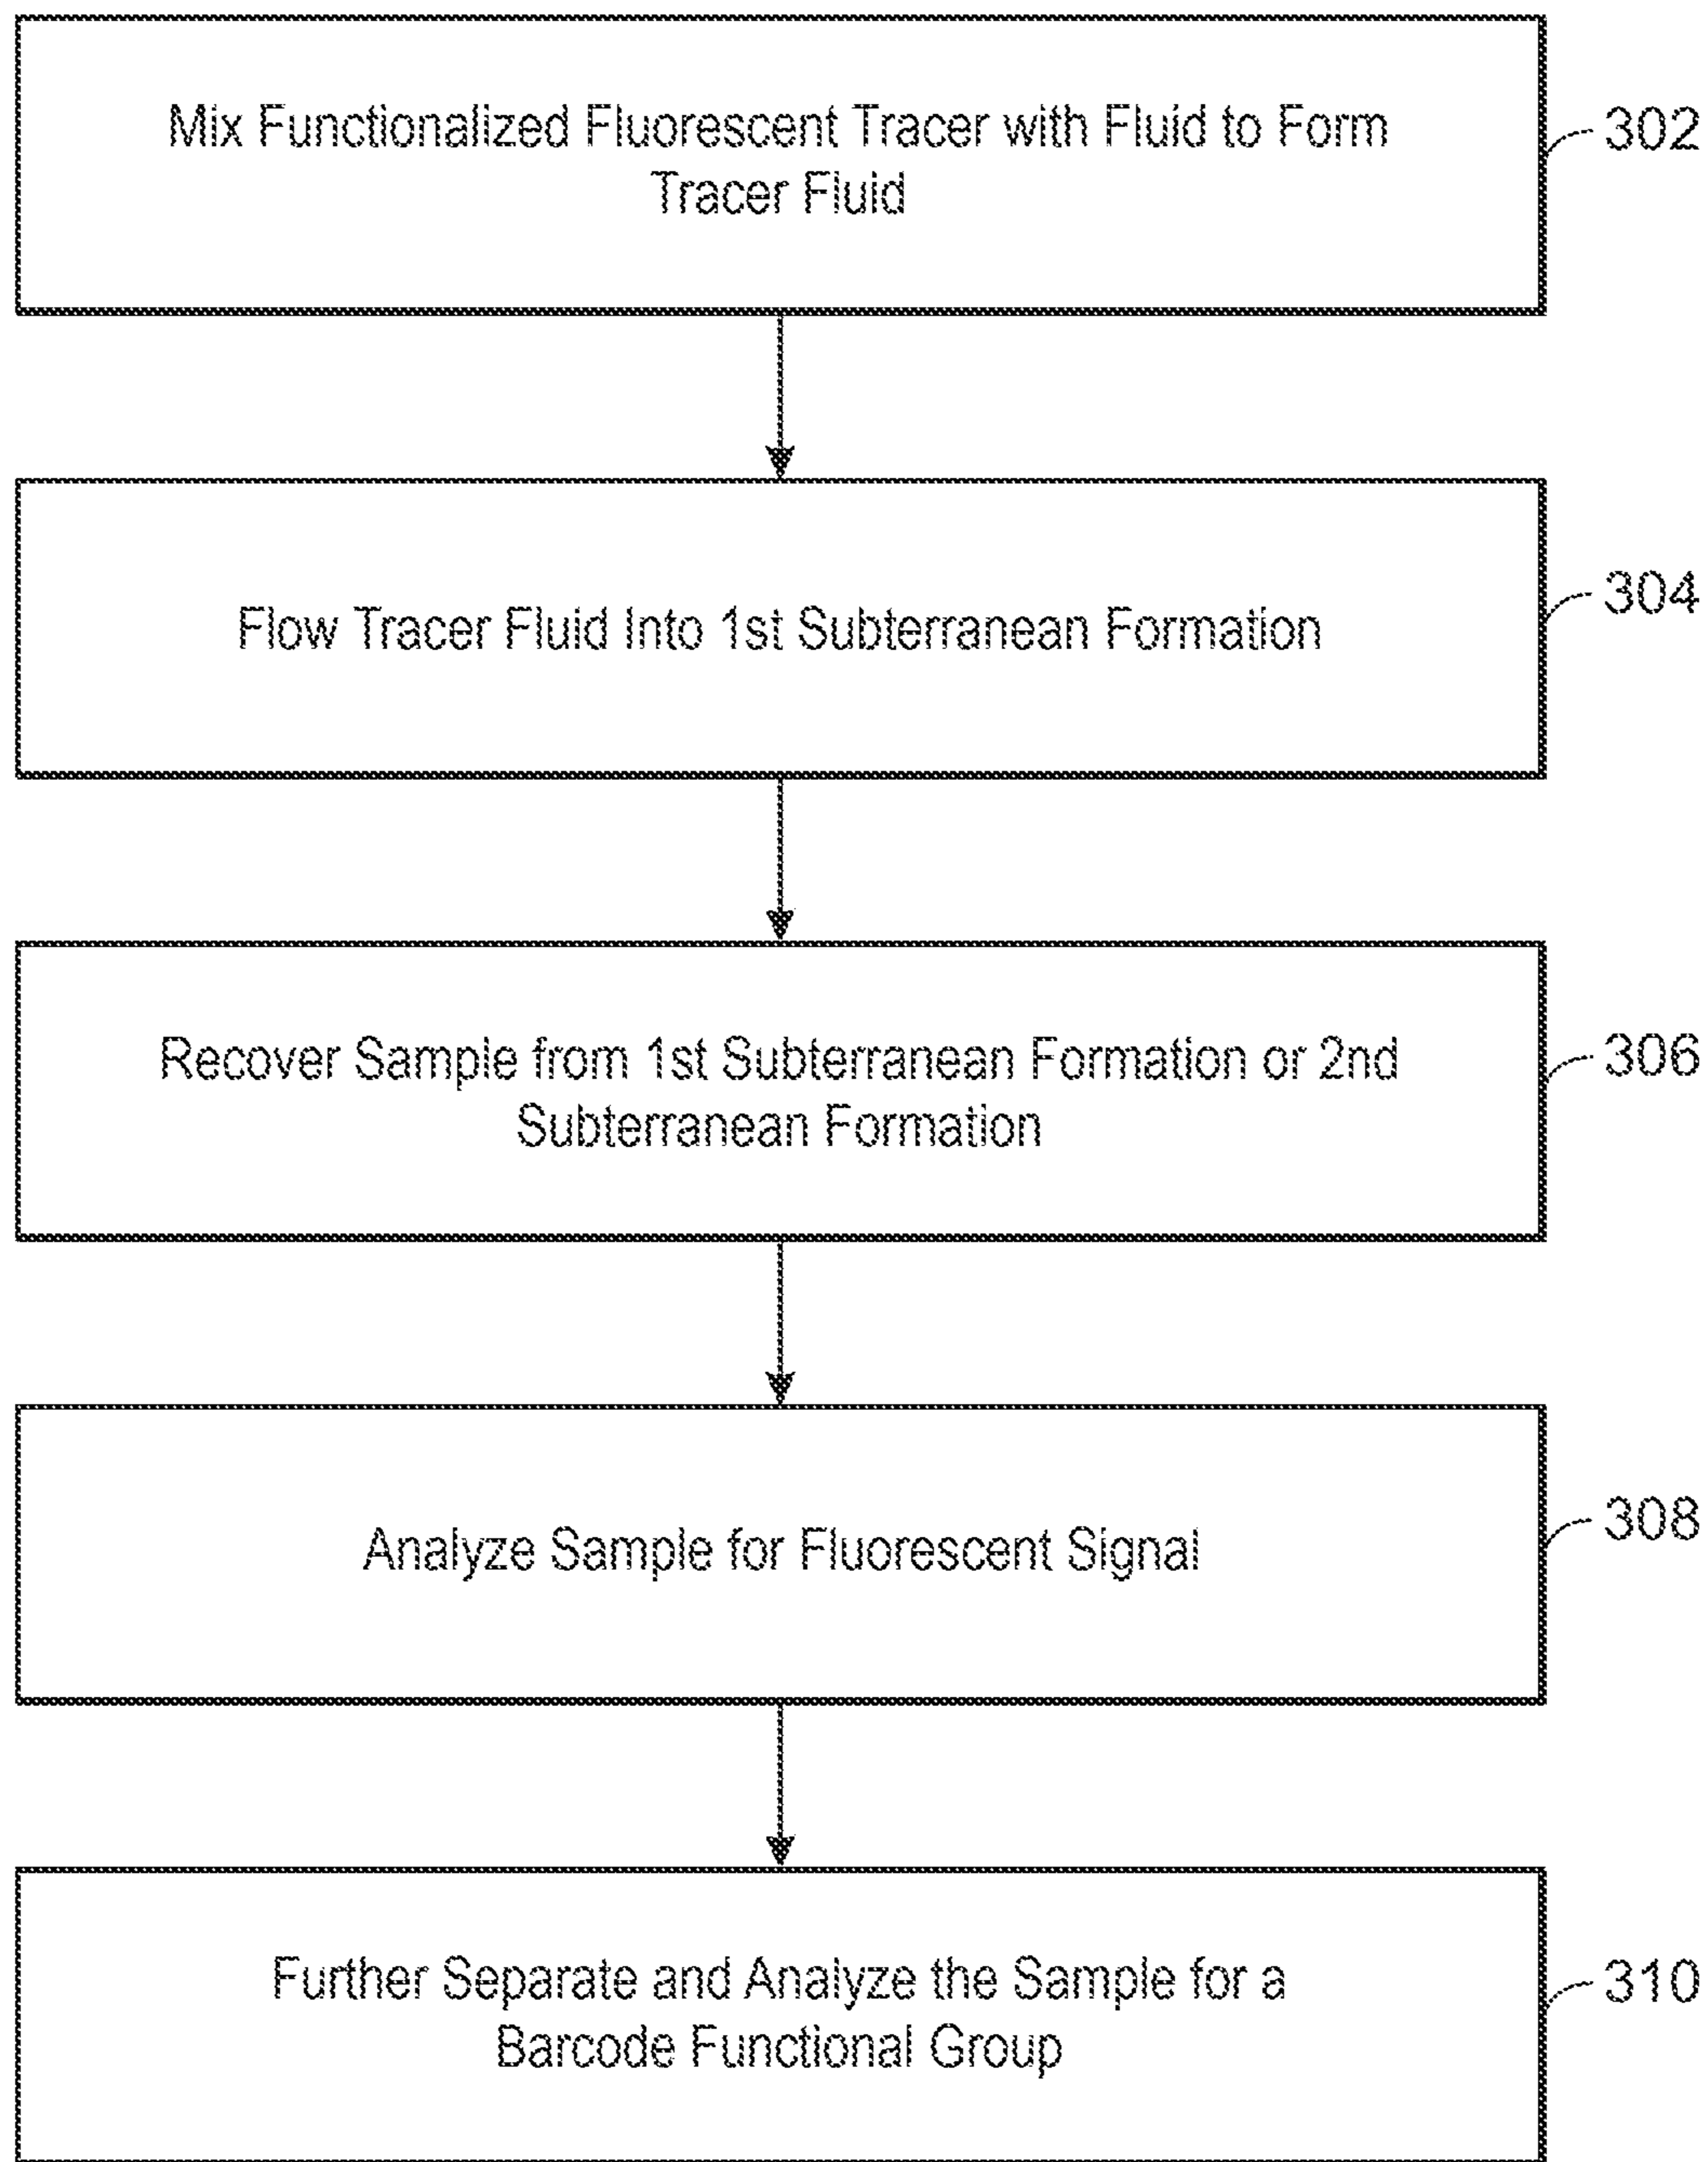 Mix Functionalized Fluorescent Tracer with Fluid to Form
Tracer Fluid
302
Flow Tracer Fluid Into 1st Subterranean Formation
304
Recover Sample from 1st Subterranean Formation or 2nd
Subterranean Formation
306
Analyze Sample for Fluorescent Signal
308
Further Separate and Analyze the Sample for a
Barcode Functional Group
310